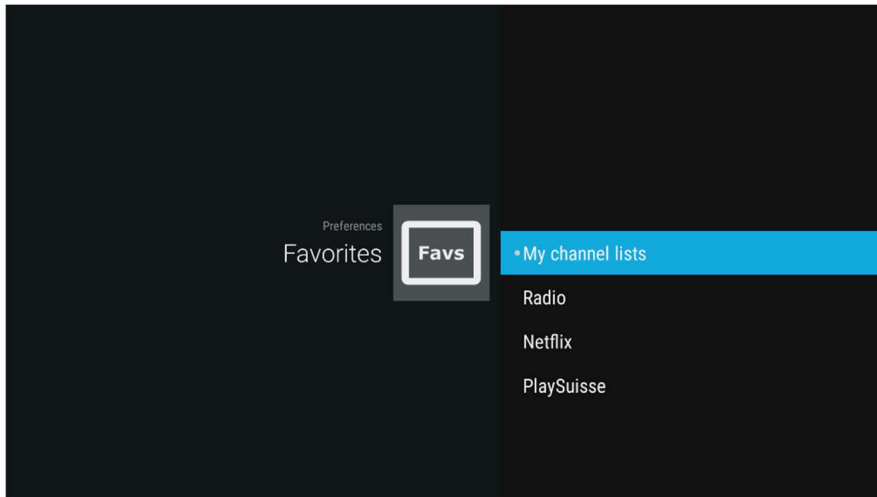 Preferences
Favorites
Favs
My channel lists
Radio
Netflix
PlaySuisse